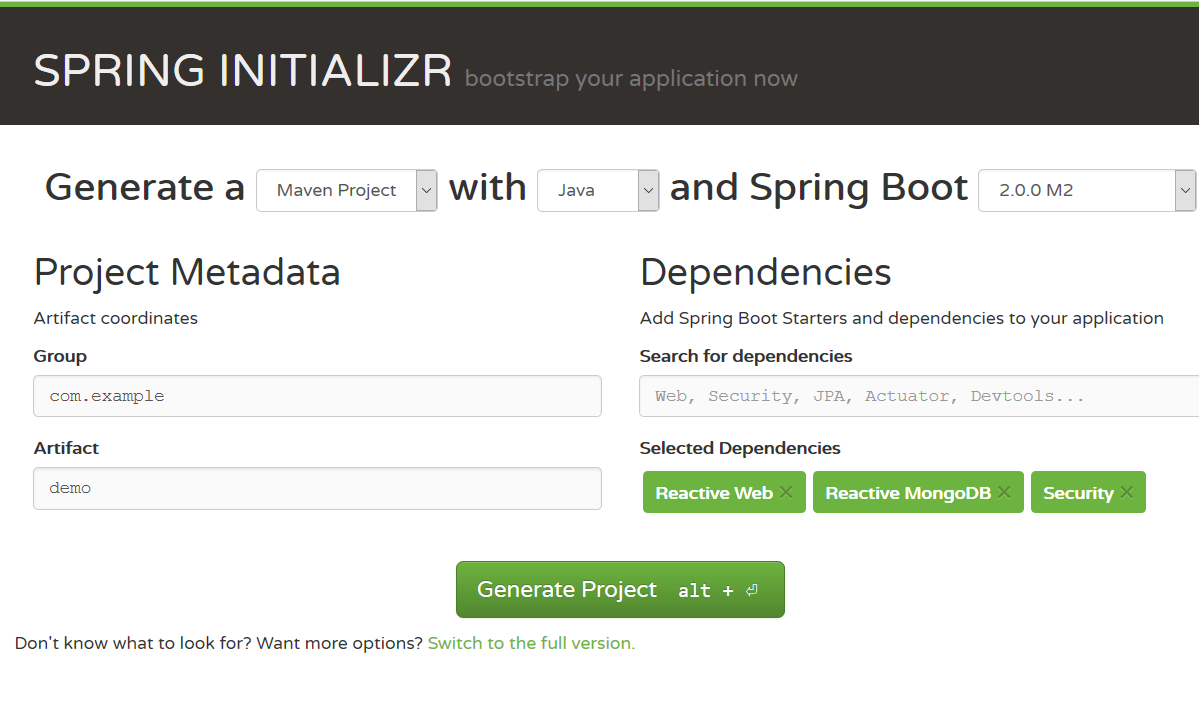 SPRING INITIALIZR bootstrap your application now
Generate a Maven Project with Java and Spring Boot 2.0.0 M2
Project Metadata
Artifact coordinates
Group
com.example
Artifact
demo
Dependencies
Add Spring Boot Starters and dependencies to your application
Search for dependencies
Web, Security, JPA, Actuator, Devtools...
Selected Dependencies
Reactive Web × Reactive MongoDB × Security ×
Generate Project alt + ⏎
Don't know what to look for? Want more options? Switch to the full version.